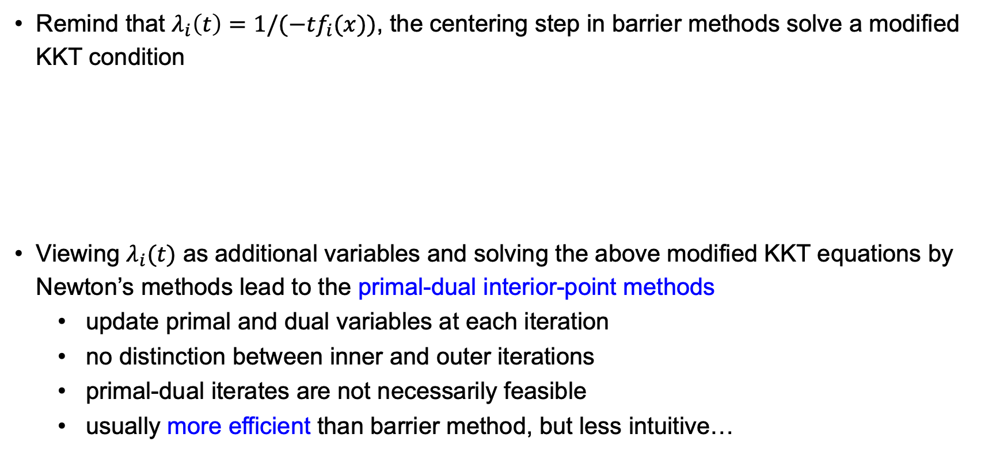 • Remind that λᵢ(t) = 1/(−tfᵢ(x)), the centering step in barrier methods solve a modified
KKT condition
• Viewing λᵢ(t) as additional variables and solving the above modified KKT equations by
Newton’s methods lead to the primal-dual interior-point methods
• update primal and dual variables at each iteration
• no distinction between inner and outer iterations
• primal-dual iterates are not necessarily feasible
• usually more efficient than barrier method, but less intuitive…